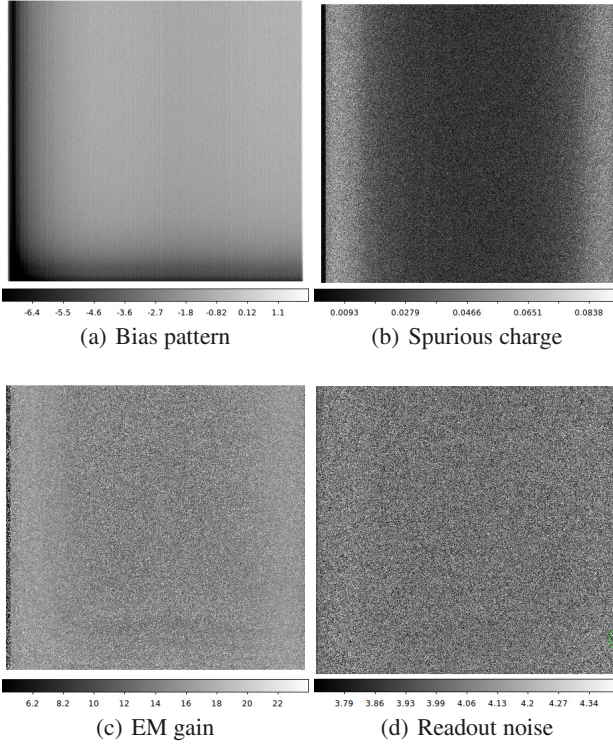 -6.4 -5.5 -4.6 -3.6 -2.7 -1.8 -0.82 0.12 1.1
(a) Bias pattern
0.0093 0.0279 0.0466 0.0651 0.0838
(b) Spurious charge
6.2 8.2 10 12 14 16 18 20 22
(c) EM gain
3.79 3.86 3.93 3.99 4.06 4.13 4.2 4.27 4.34
(d) Readout noise